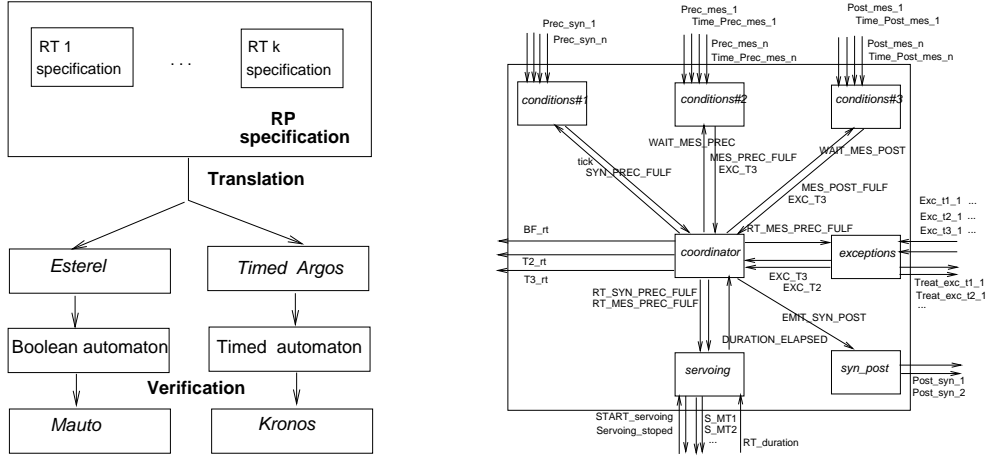 RT 1
specification
. . .
RT k
specification
RP
specification
Translation
Esterel
Timed Argos
Boolean automaton
Timed automaton
Verification
Mauto
Kronos
Prec_syn_1
Prec_syn_n
Prec_mes_1
Time_Prec_mes_1
Prec_mes_n
Time_Prec_mes_n
Post_mes_1
Time_Post_mes_1
Post_mes_n
Time_Post_mes_n
conditions#1
conditions#2
conditions#3
WAIT_MES_PREC
WAIT_MES_POST
tick
SYN_PREC_FULF
MES_PREC_FULF
EXC_T3
MES_POST_FULF
EXC_T3
Exc_t1_1 ...
Exc_t2_1 ...
Exc_t3_1 ...
BF_rt
T2_rt
T3_rt
coordinator
RT_MES_PREC_FULF
exceptions
EXC_T3
EXC_T2
Treat_exc_t1_1
Treat_exc_t2_1
...
RT_SYN_PREC_FULF
RT_MES_PREC_FULF
EMIT_SYN_POST
DURATION_ELAPSED
servoing
syn_post
Post_syn_1
Post_syn_2
START_servoing
Servoing_stoped
S_MT1
S_MT2
...
RT_duration